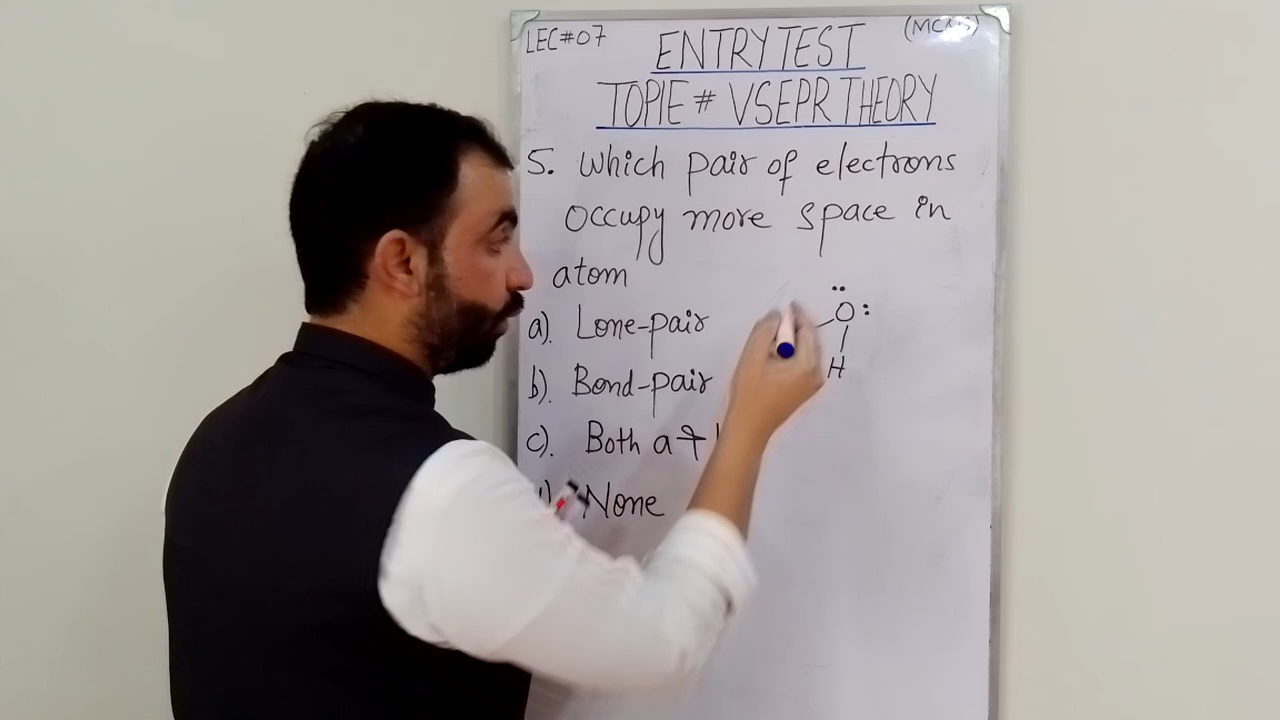 LEC#07
ENTRY TEST
(MCQS)
TOPIE # VSEPR THEORY
5. Which pair of electrons
occupy more space in
atom
a). Lone-pair
b). Bond-pair
c). Both a &
None
O
H